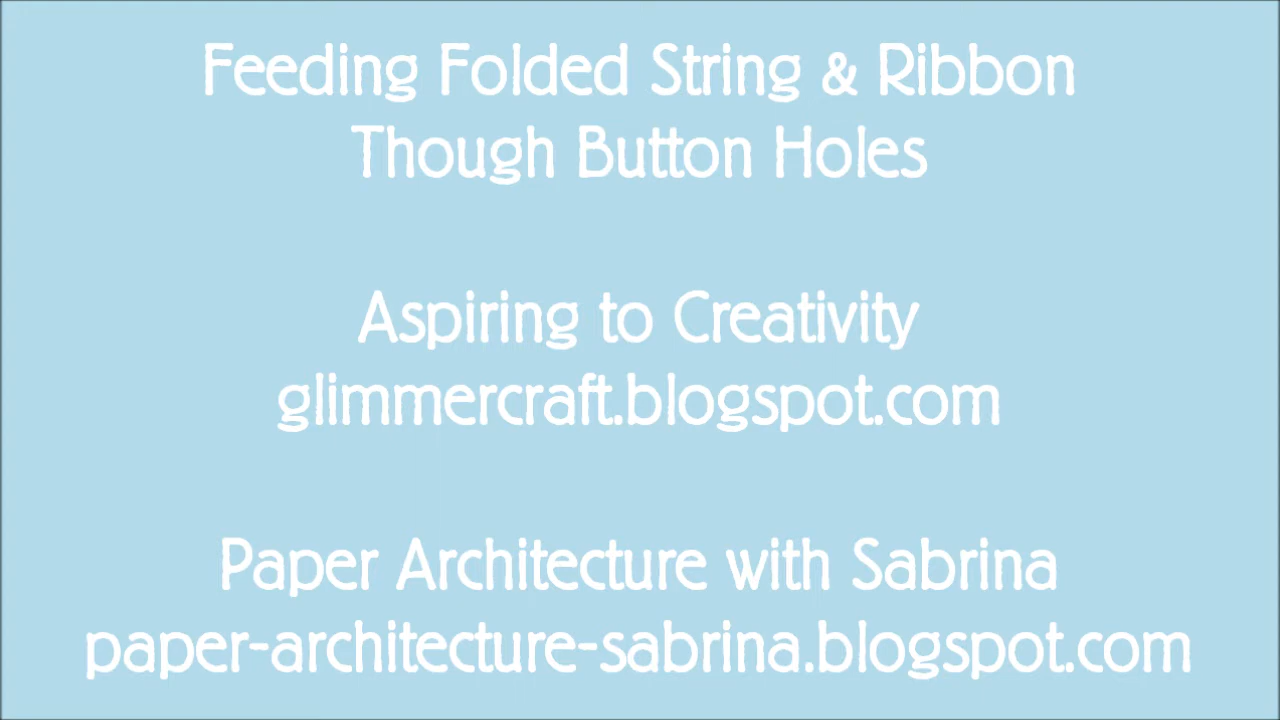 Feeding Folded String & Ribbon
Though Button Holes
Aspiring to Creativity
glimmercraft.blogspot.com
Paper Architecture with Sabrina
paper-architecture-sabrina.blogspot.com